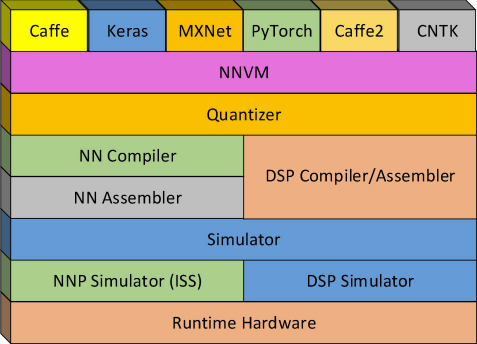 Caffe
Keras
MXNet
PyTorch
Caffe2
CNTK
NNVM
Quantizer
NN Compiler
DSP Compiler/Assembler
NN Assembler
Simulator
NNP Simulator (ISS)
DSP Simulator
Runtime Hardware